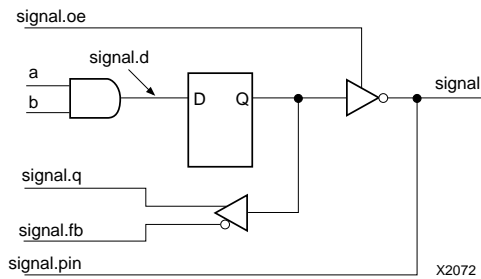 signal.oe
signal.d
a
D Q
signal
b
signal.q
signal.fb
signal.pin
X2072